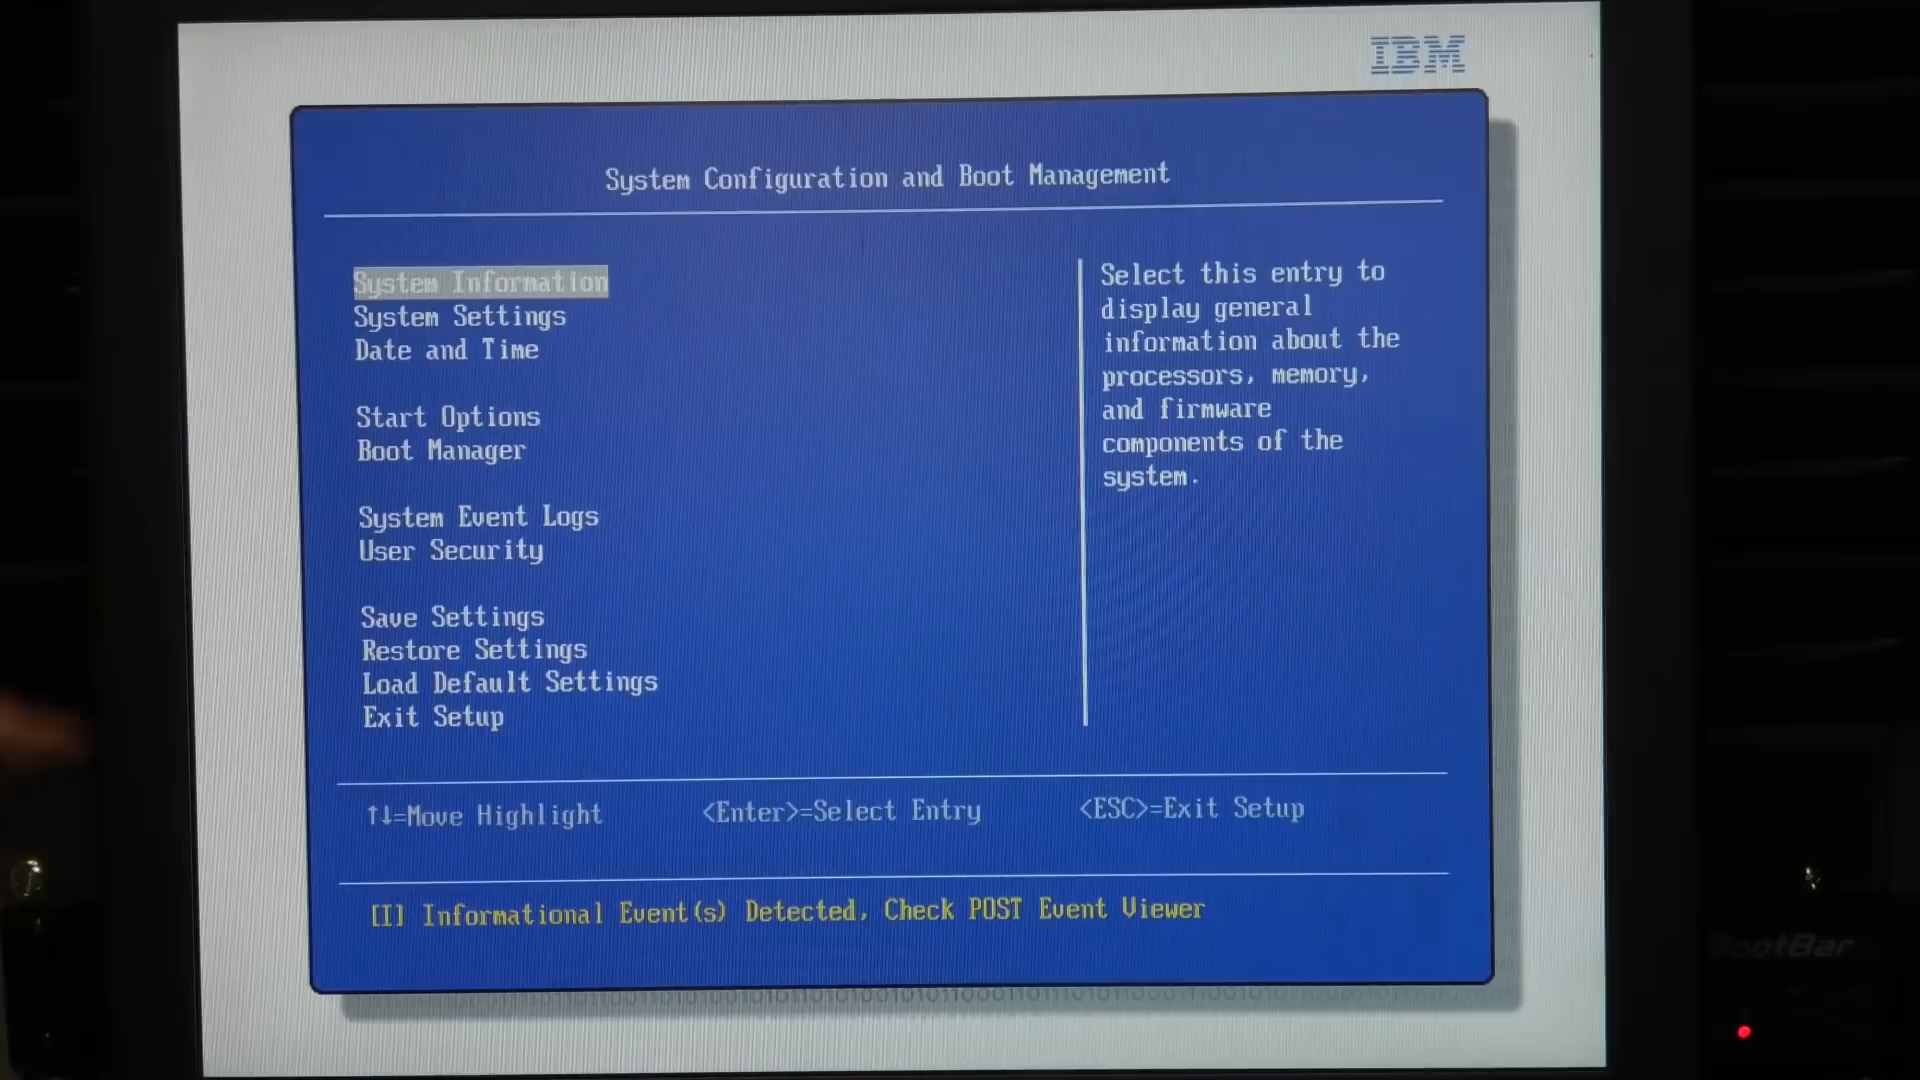 IBM
System Configuration and Boot Management
System Information
System Settings
Date and Time
Start Options
Boot Manager
System Event Logs
User Security
Save Settings
Restore Settings
Load Default Settings
Exit Setup
Select this entry to
display general
information about the
processors, memory,
and firmware
components of the
system.
↑↓=Move Highlight
<Enter>=Select Entry
<ESC>=Exit Setup
[I] Informational Event(s) Detected, Check POST Event Viewer